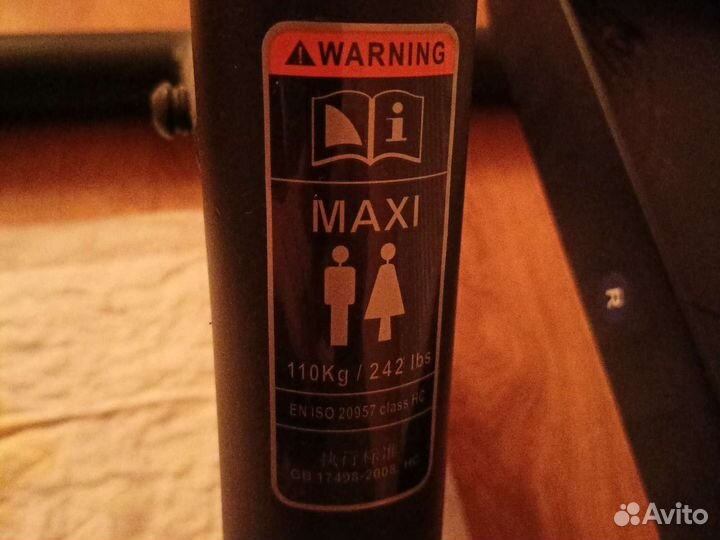 WARNING
i
MAXI
110Kg / 242 lbs
EN ISO 20957 class HC
执行标准
GB 17498-2008, HC
R
Avito